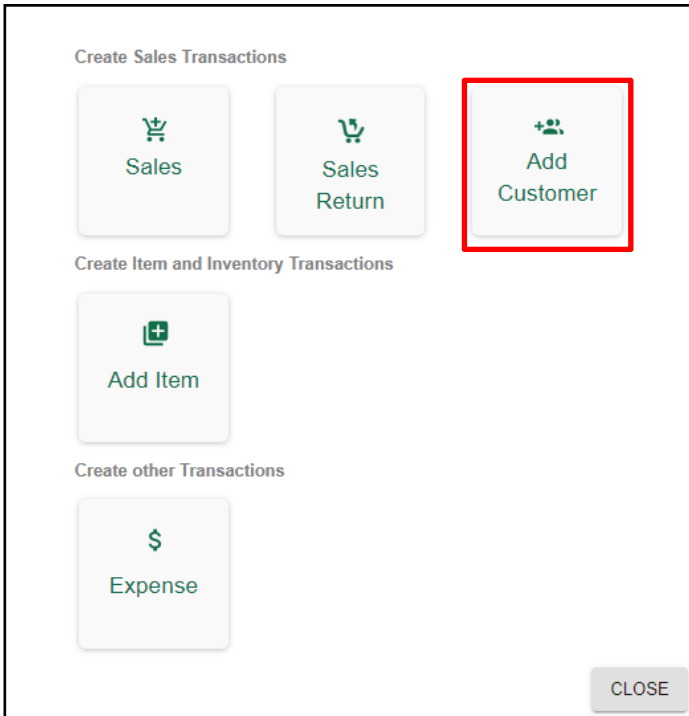 Create Sales Transactions
Sales
Sales
Return
Add
Customer
Create Item and Inventory Transactions
Add Item
Create other Transactions
$
Expense
CLOSE